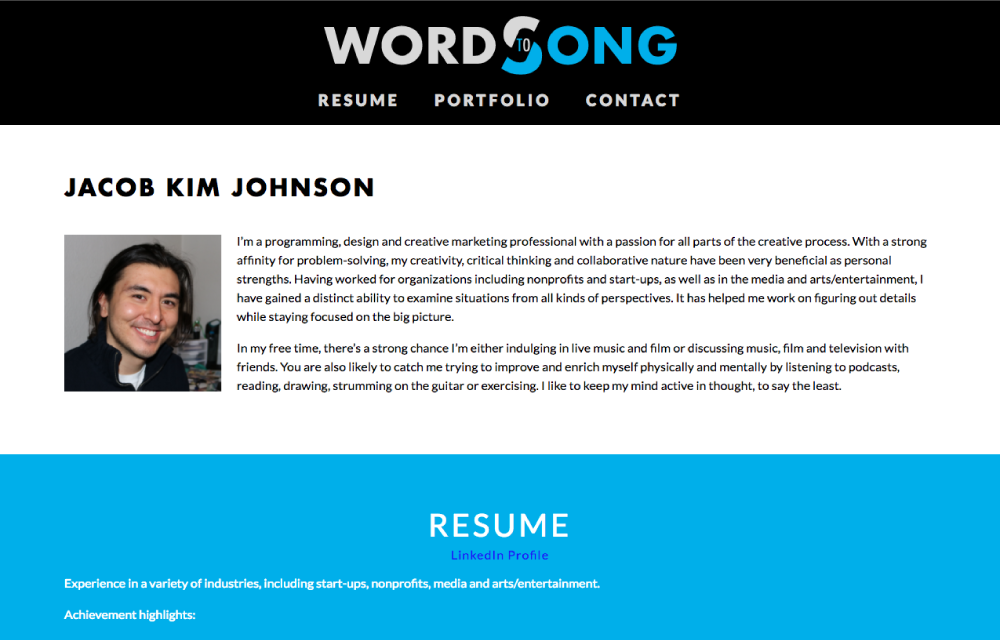 WORD TO SONG
RESUME PORTFOLIO CONTACT
JACOB KIM JOHNSON
I'm a programming, design and creative marketing professional with a passion for all parts of the creative process. With a strong
affinity for problem-solving, my creativity, critical thinking and collaborative nature have been very beneficial as personal
strengths. Having worked for organizations including nonprofits and start-ups, as well as in the media and arts/entertainment, I
have gained a distinct ability to examine situations from all kinds of perspectives. It has helped me work on figuring out details
while staying focused on the big picture.
In my free time, there's a strong chance I'm either indulging in live music and film or discussing music, film and television with
friends. You are also likely to catch me trying to improve and enrich myself physically and mentally by listening to podcasts,
reading, drawing, strumming on the guitar or exercising. I like to keep my mind active in thought, to say the least.
RESUME
LinkedIn Profile
Experience in a variety of industries, including start-ups, nonprofits, media and arts/entertainment.
Achievement highlights: